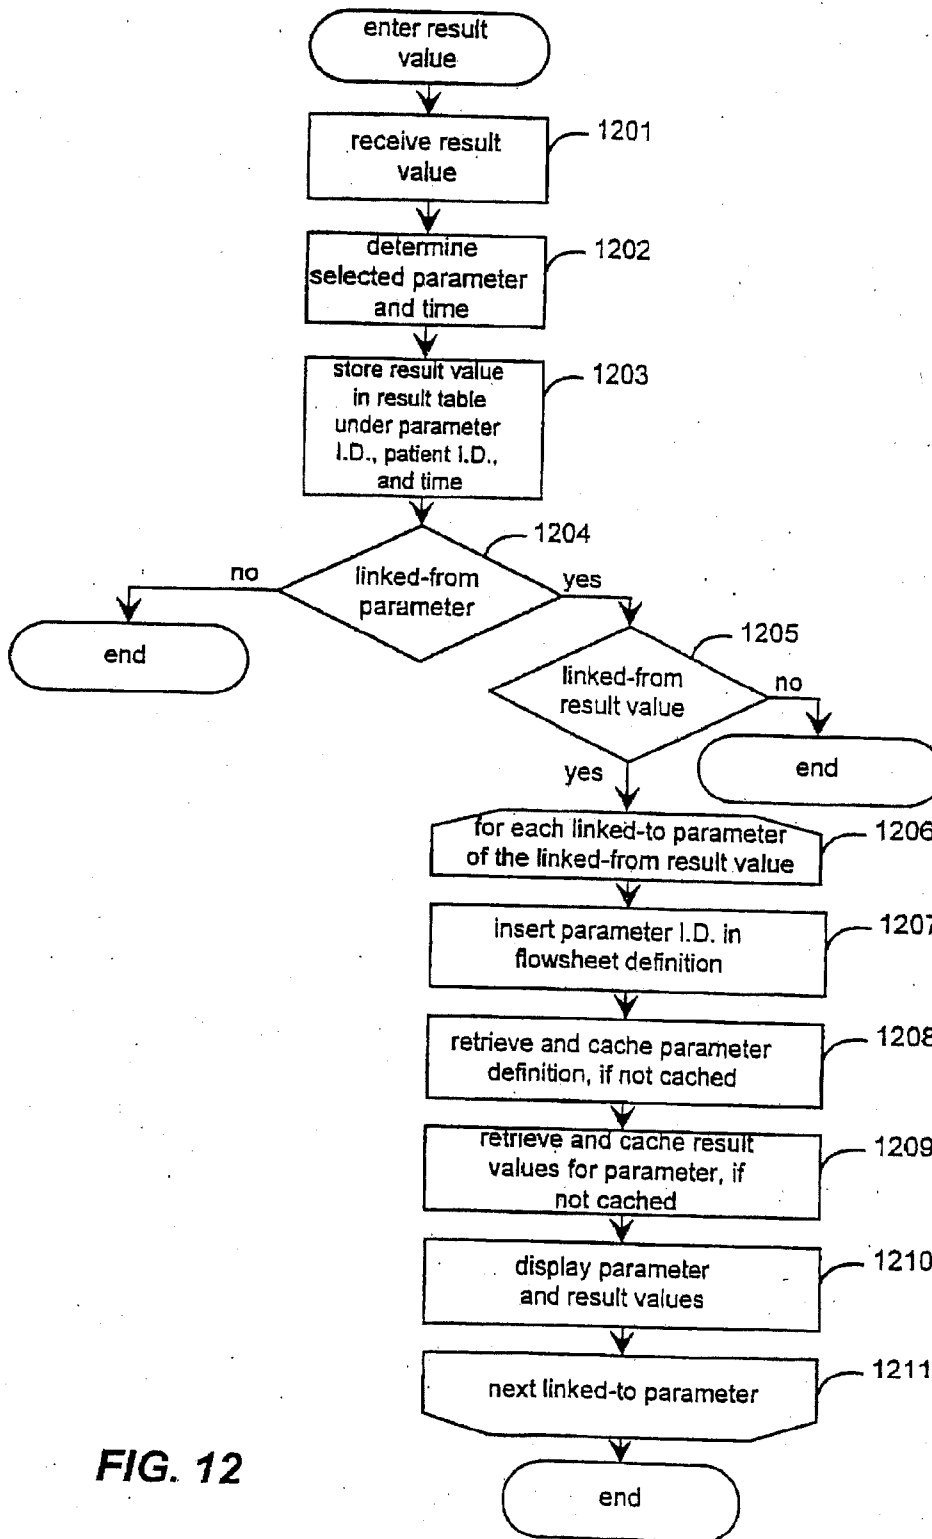 enter result
value
receive result
value
1201
determine
selected parameter
and time
1202
store result value
in result table
under parameter
I.D., patient I.D.,
and time
1203
1204
linked-from
parameter
no
yes
end
1205
linked-from
result value
no
yes
end
for each linked-to parameter
of the linked-from result value
1206
insert parameter I.D. in
flowsheet definition
1207
retrieve and cache parameter
definition, if not cached
1208
retrieve and cache result
values for parameter, if
not cached
1209
display parameter
and result values
1210
next linked-to parameter
1211
end
FIG. 12